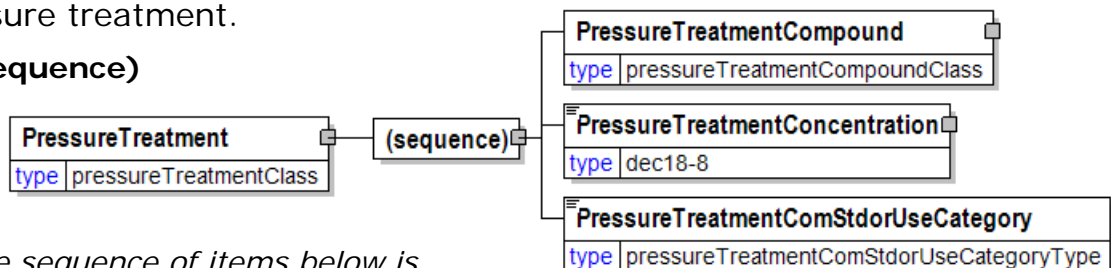 sure treatment.
equence)
PressureTreatment
type pressureTreatmentClass
(sequence)
PressureTreatmentCompound
type pressureTreatmentCompoundClass
PressureTreatmentConcentration
type dec18-8
PressureTreatmentComStdorUseCategory
type pressureTreatmentComStdorUseCategoryType
e sequence of items below is